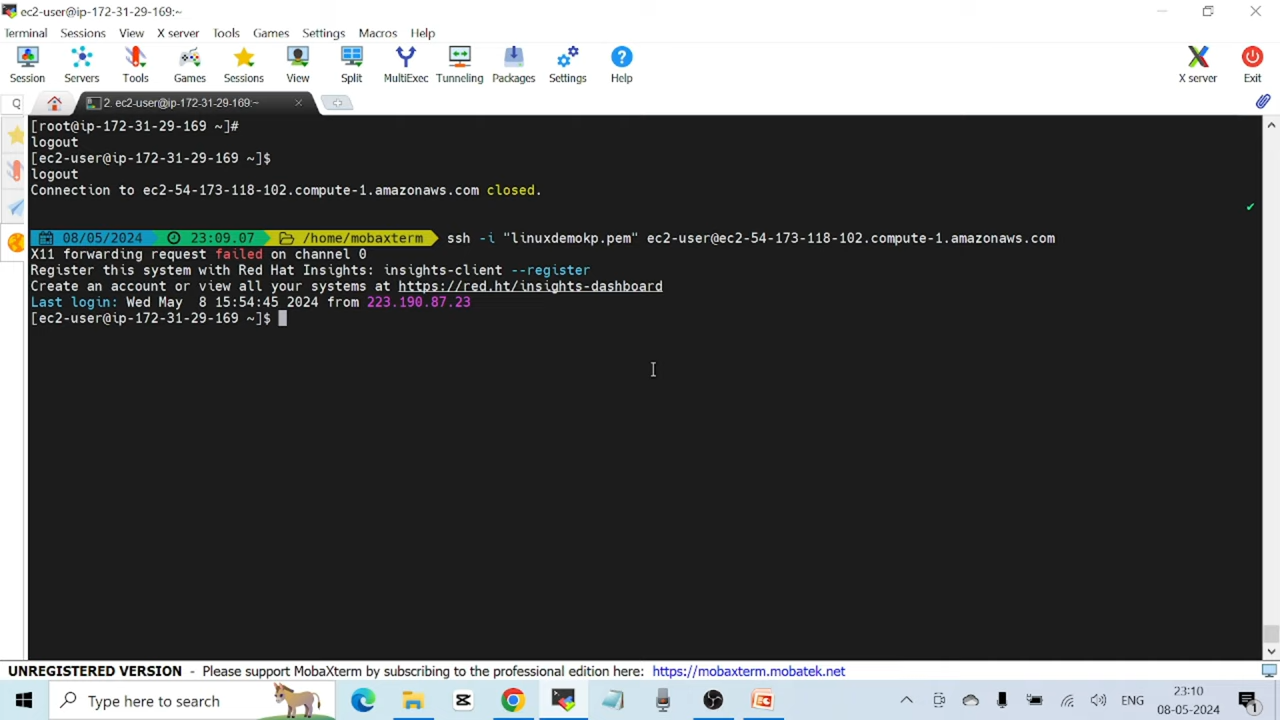 ec2-user@ip-172-31-29-169:~
Terminal Sessions View X server Tools Games Settings Macros Help
Session Servers Tools Games Sessions View Split MultiExec Tunneling Packages Settings Help X server Exit
2. ec2-user@ip-172-31-29-169:~
[root@ip-172-31-29-169 ~]#
logout
[ec2-user@ip-172-31-29-169 ~]$
logout
Connection to ec2-54-173-118-102.compute-1.amazonaws.com closed.
08/05/2024 23:09.07 /home/mobaxterm ssh -i "linuxdemokp.pem" ec2-user@ec2-54-173-118-102.compute-1.amazonaws.com
X11 forwarding request failed on channel 0
Register this system with Red Hat Insights: insights-client --register
Create an account or view all your systems at https://red.ht/insights-dashboard
Last login: Wed May  8 15:54:45 2024 from 223.190.87.23
[ec2-user@ip-172-31-29-169 ~]$
UNREGISTERED VERSION - Please support MobaXterm by subscribing to the professional edition here: https://mobaxterm.mobatek.net
Type here to search
ENG
23:10
08-05-2024
1